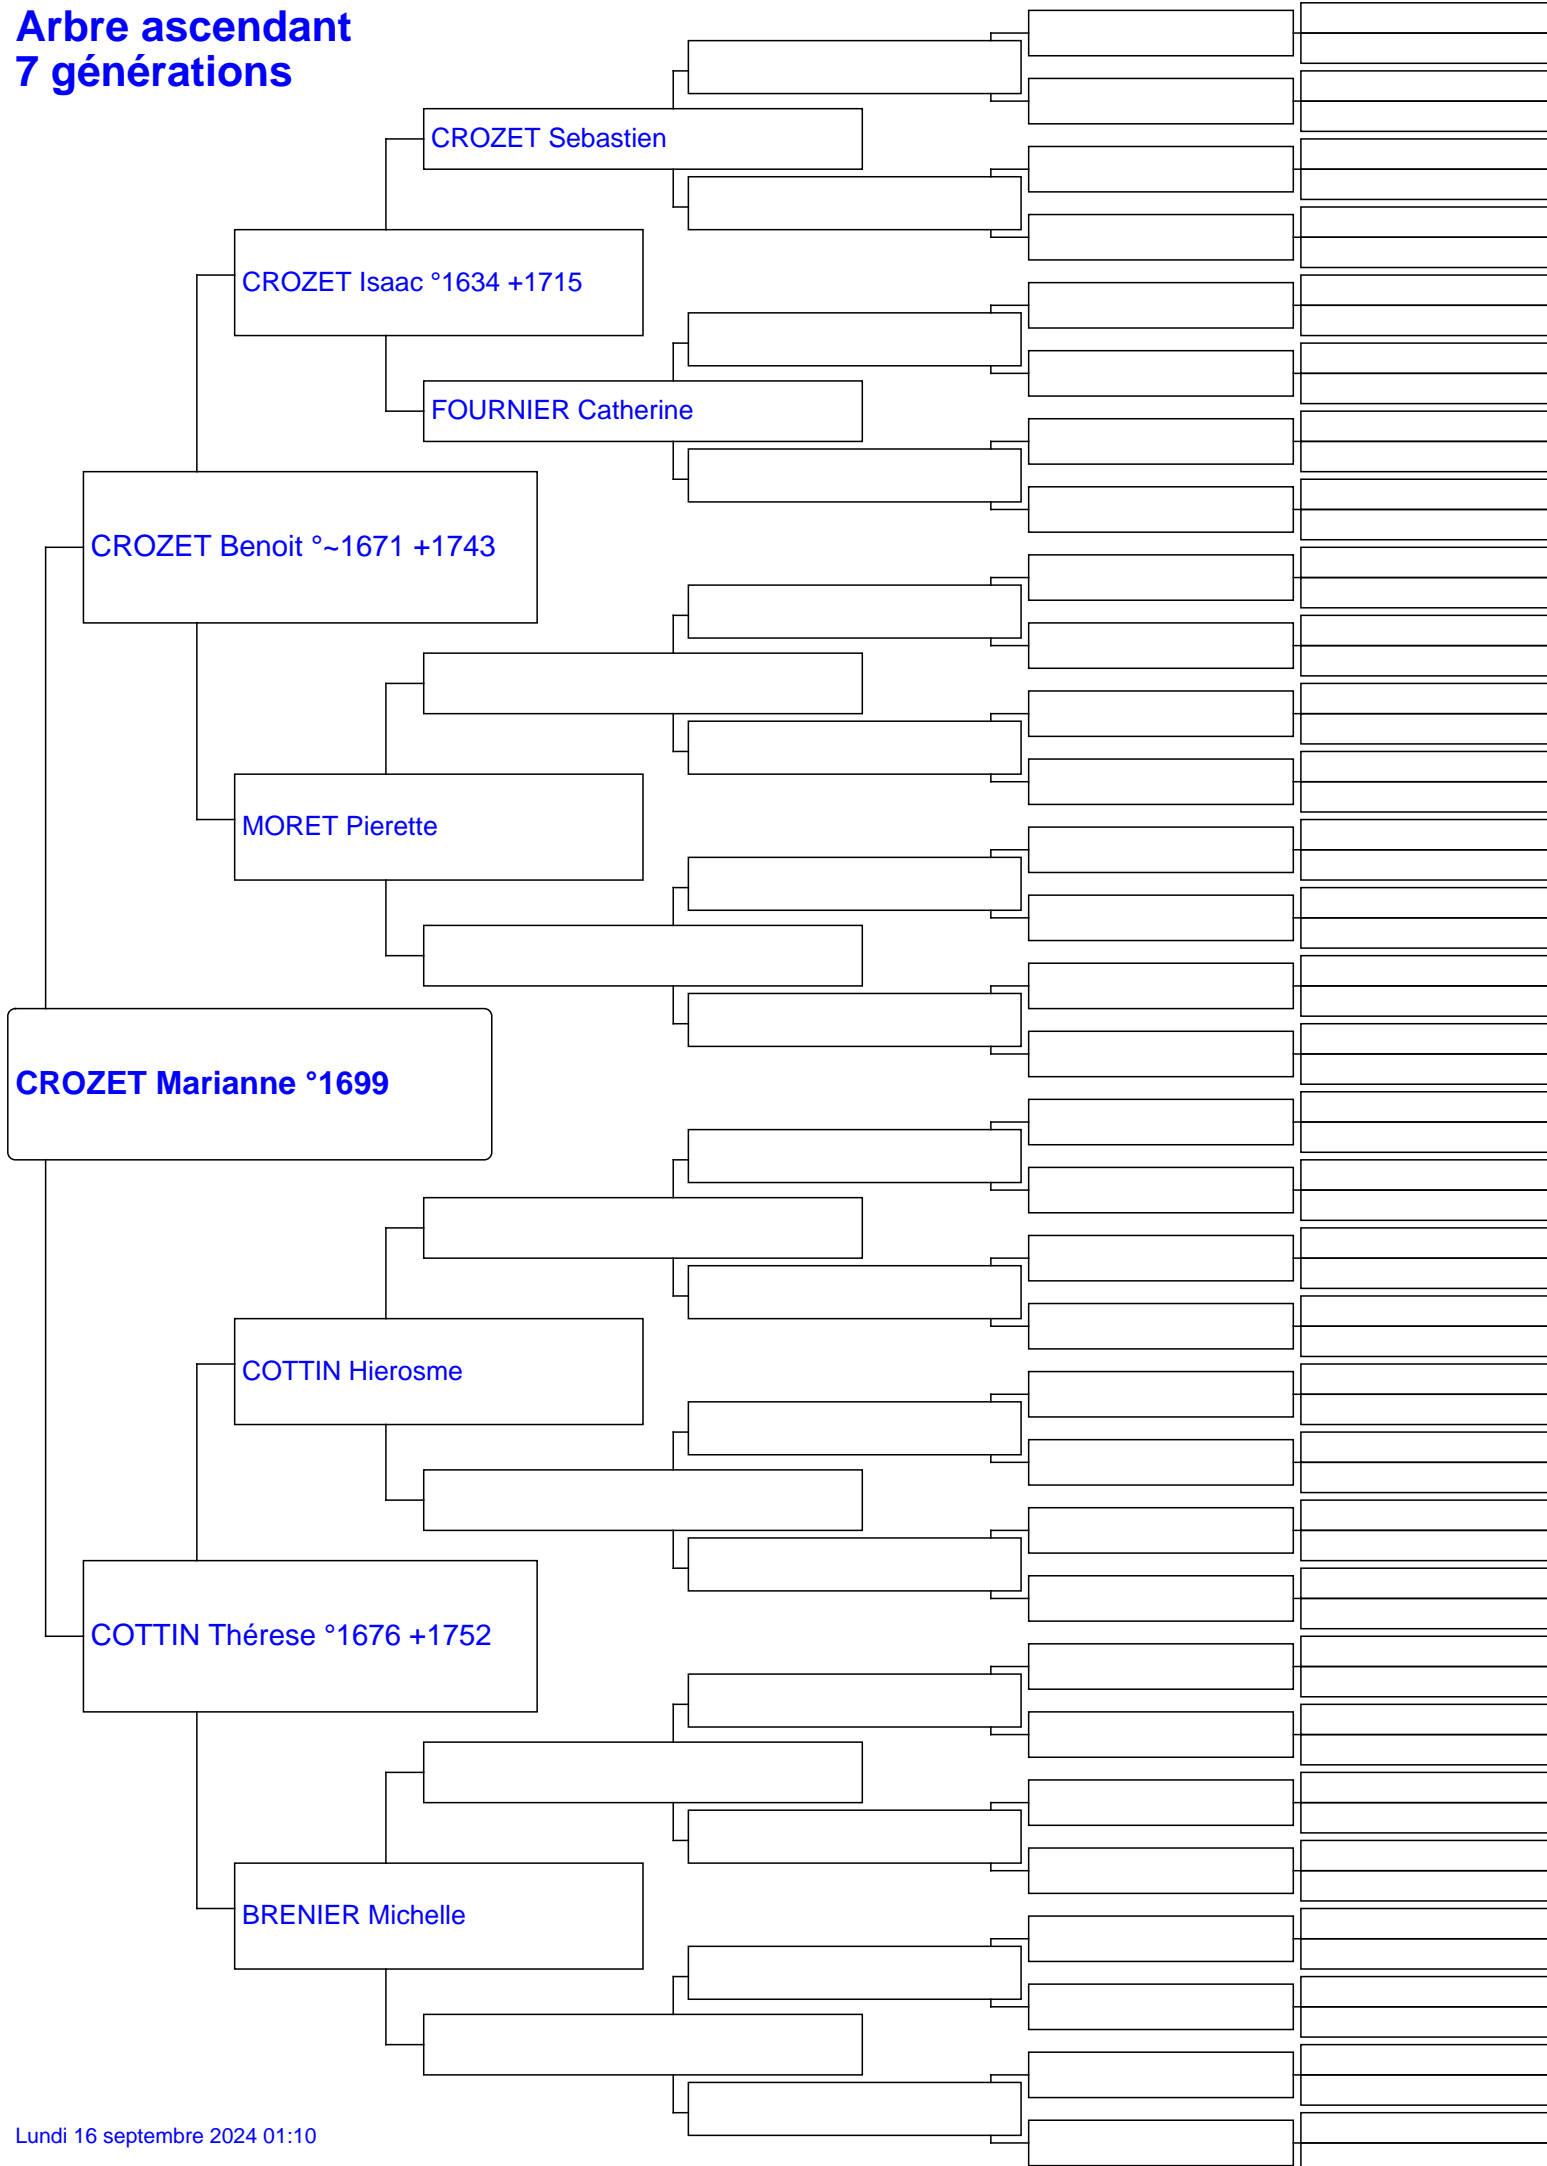 Arbre ascendant
7 générations
CROZET Sebastien
CROZET Isaac °1634 +1715
FOURNIER Catherine
CROZET Benoit °~1671 +1743
MORET Pierette
CROZET Marianne °1699
COTTIN Hierosme
COTTIN Thérese °1676 +1752
BRENIER Michelle
Lundi 16 septembre 2024 01:10